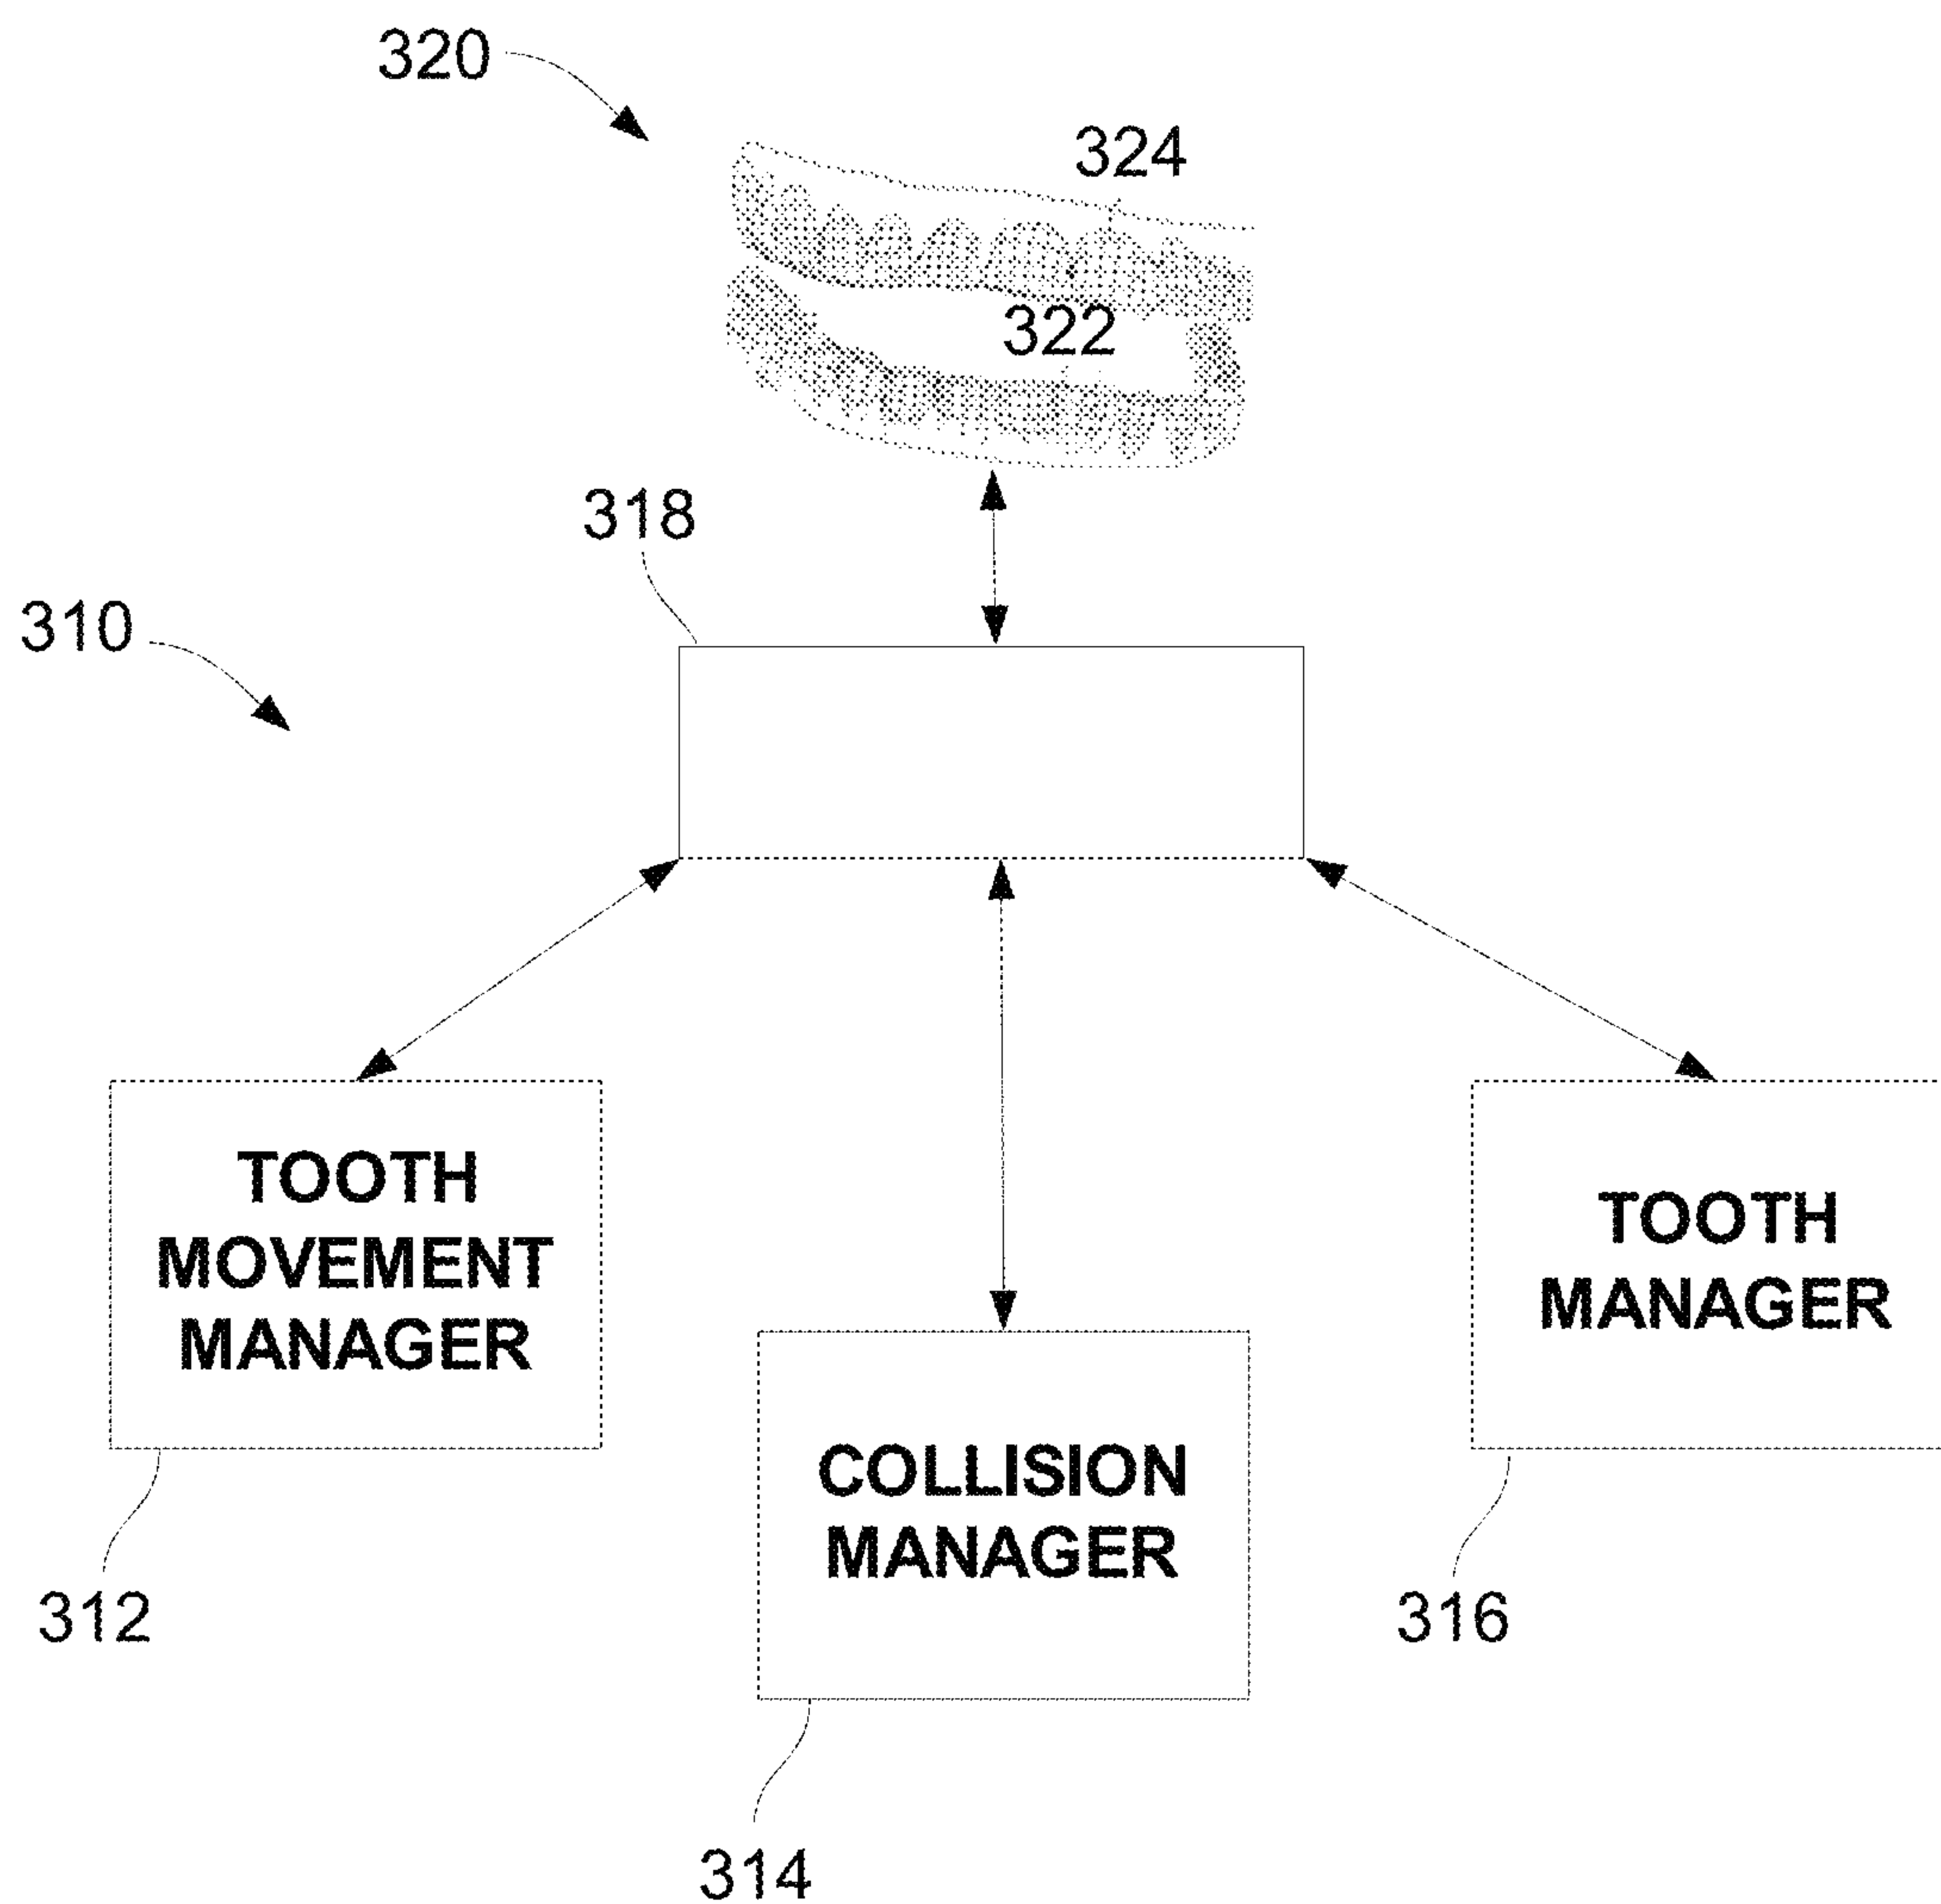 320
324
322
318
310
TOOTH
MOVEMENT
MANAGER
TOOTH
MANAGER
COLLISION
MANAGER
312
316
314